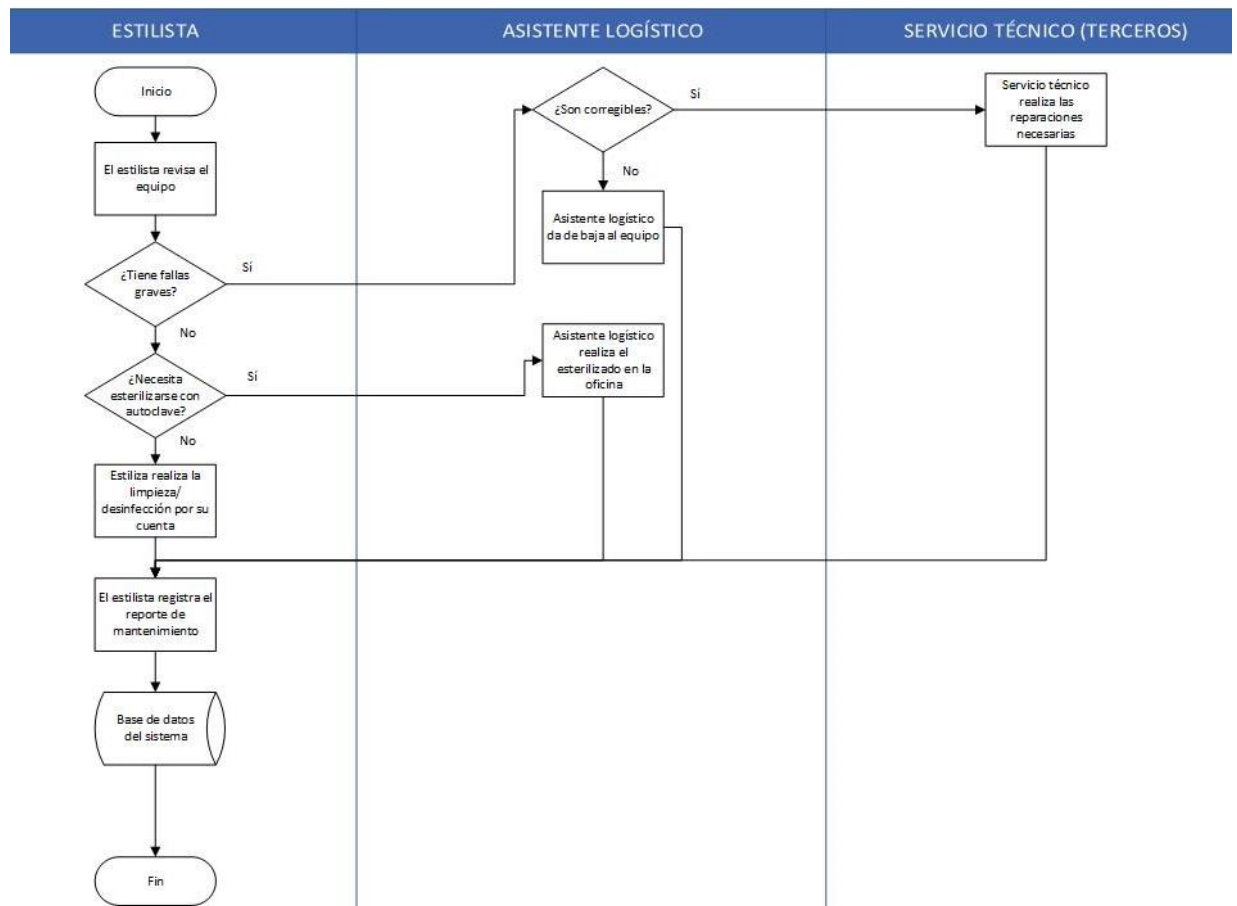 ESTILISTA
ASISTENTE LOGÍSTICO
SERVICIO TÉCNICO (TERCEROS)
Inicio
El estilista revisa el
equipo
¿Tiene fallas
graves?
Sí
No
¿Necesita
esterilizarse con
autoclave?
Sí
No
Estiliza realiza la
limpieza/
desinfección por su
cuenta
El estilista registra el
reporte de
mantenimiento
Base de datos
del sistema
Fin
¿Son corregibles?
Sí
No
Asistente logístico
da de baja al equipo
Asistente logístico
realiza el
esterilizado en la
oficina
Servicio técnico
realiza las
reparaciones
necesarias